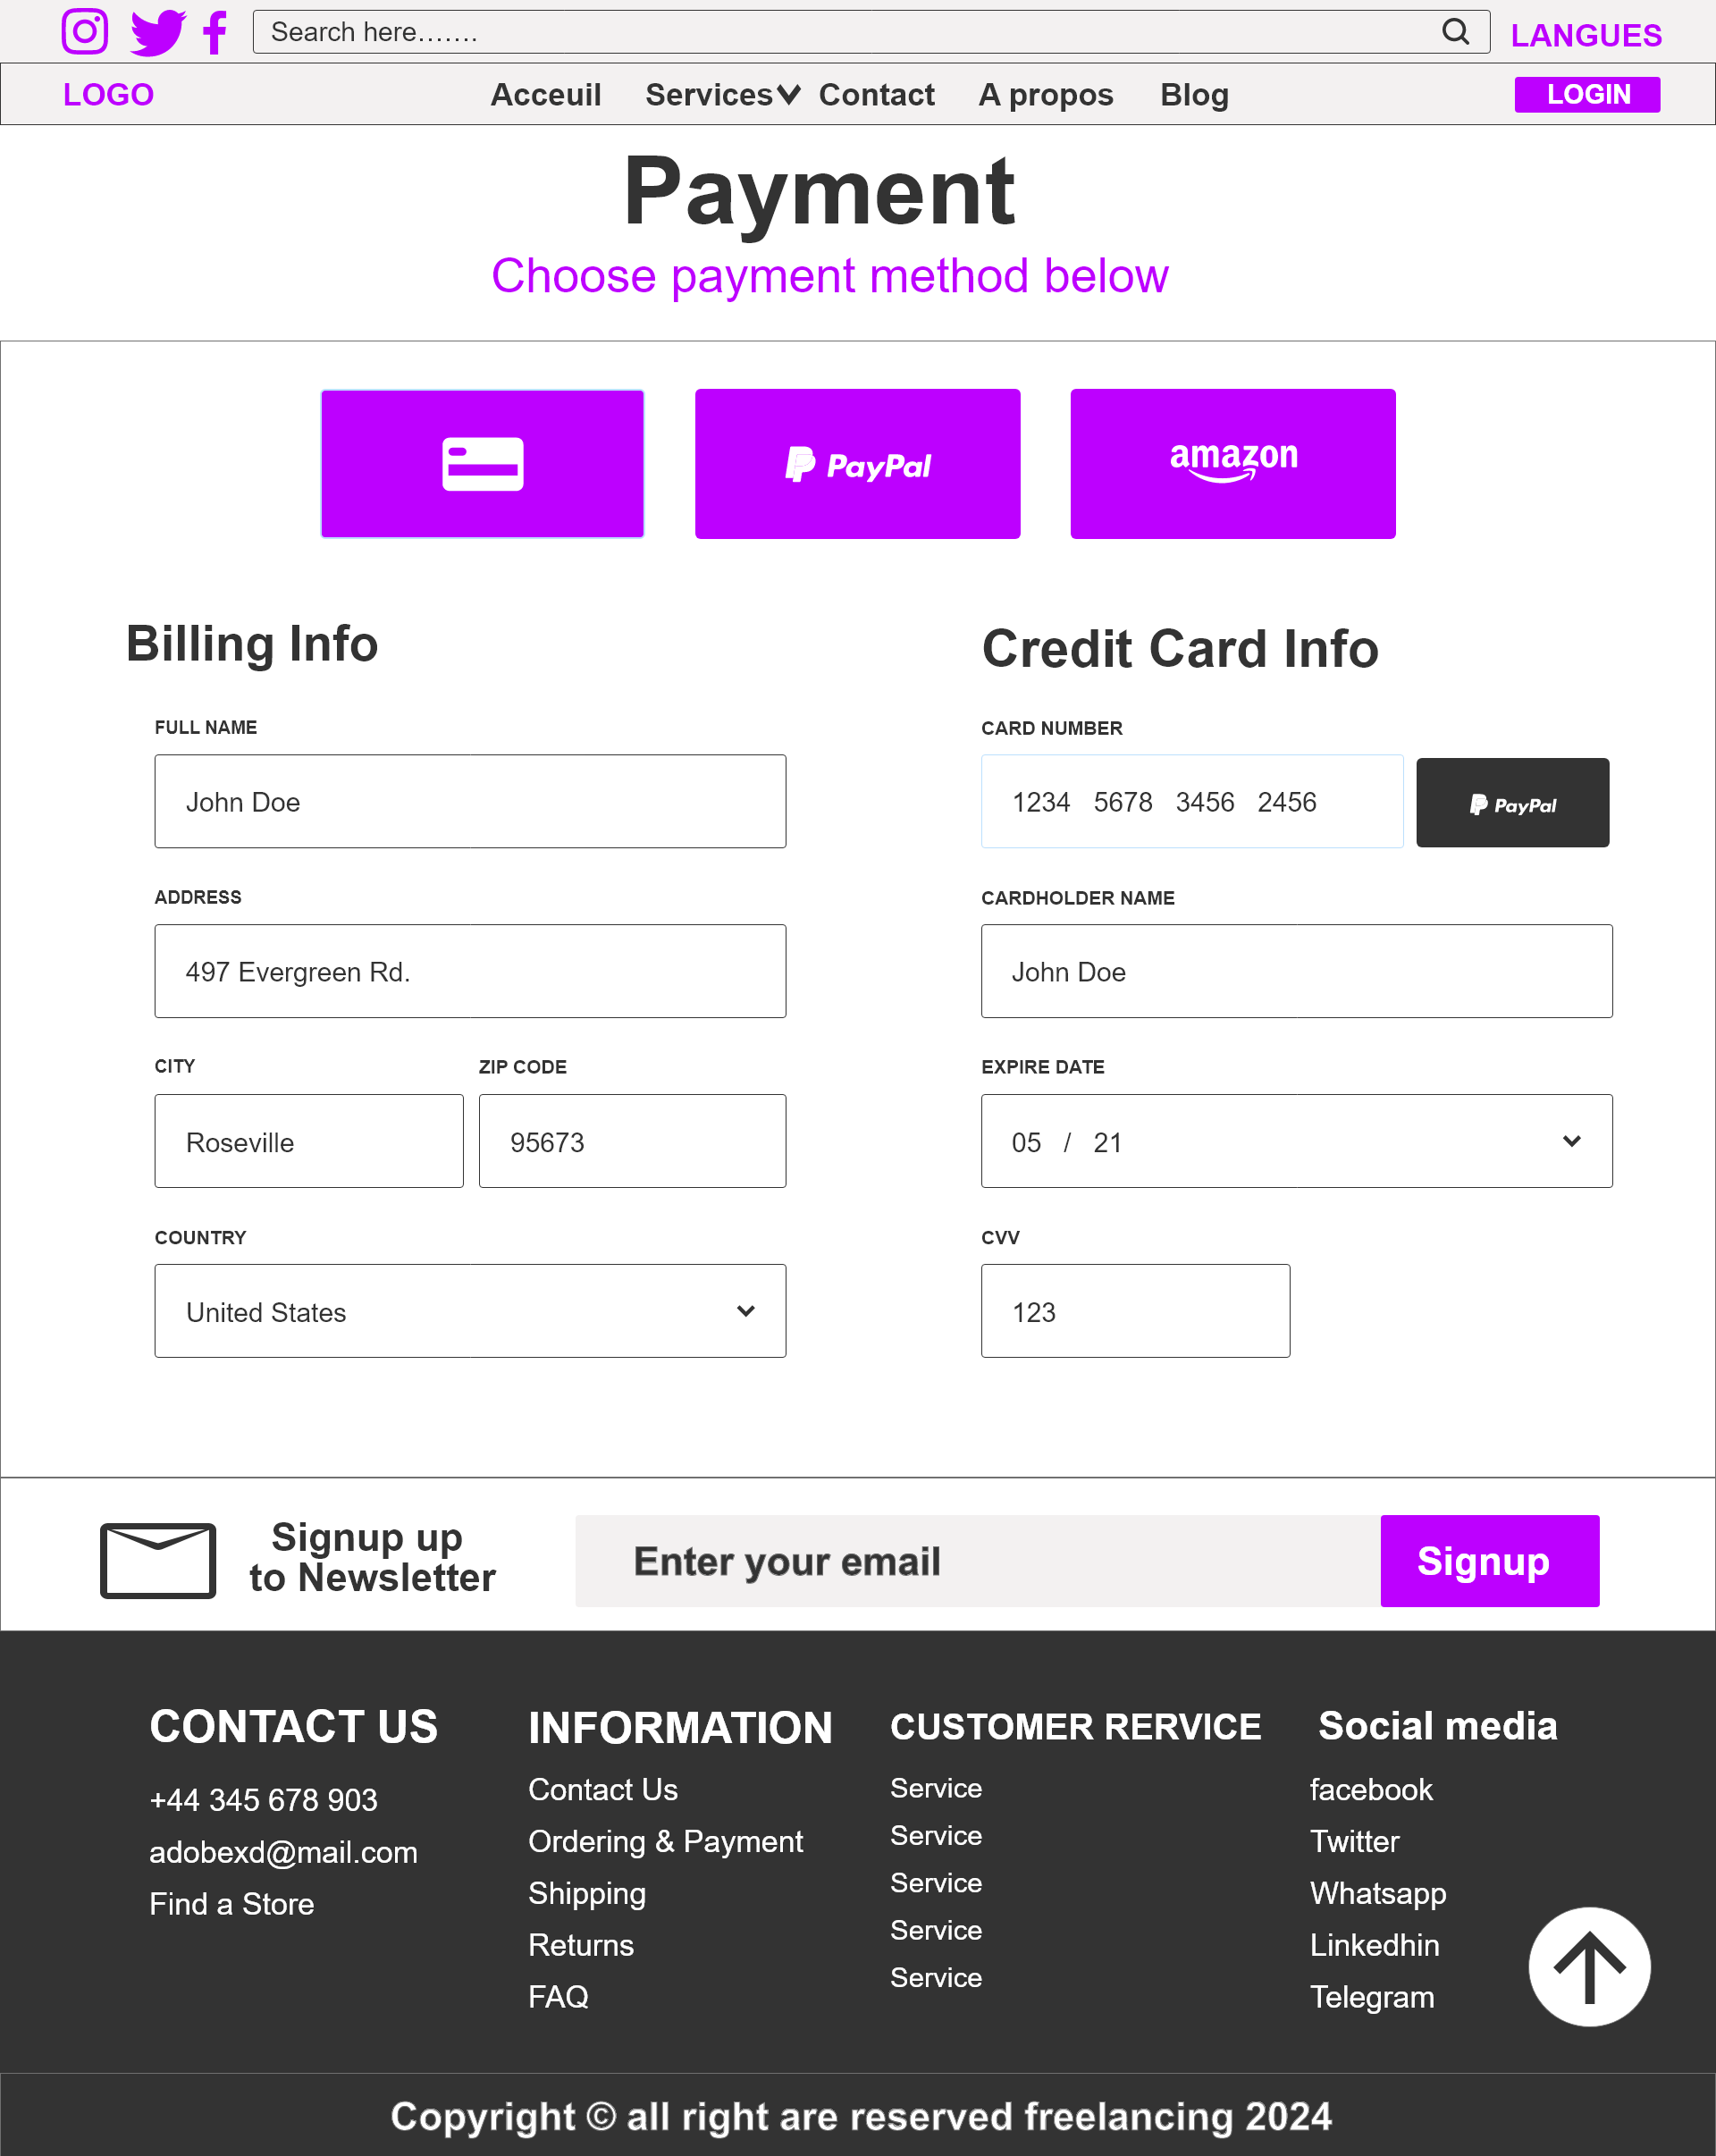 Search here.......
LANGUES
LOGO
Acceuil Services Contact A propos Blog
LOGIN
Payment
Choose payment method below
PayPal
amazon
Billing Info
FULL NAME
John Doe
ADDRESS
497 Evergreen Rd.
CITY ZIP CODE
Roseville 95673
COUNTRY
United States
Credit Card Info
CARD NUMBER
1234 5678 3456 2456
PayPal
CARDHOLDER NAME
John Doe
EXPIRE DATE
05 / 21
CVV
123
Signup up
to Newsletter
Enter your email
Signup
CONTACT US
+44 345 678 903
adobexd@mail.com
Find a Store
INFORMATION
Contact Us
Ordering & Payment
Shipping
Returns
FAQ
CUSTOMER RERVICE
Service
Service
Service
Service
Service
Social media
facebook
Twitter
Whatsapp
Linkedhin
Telegram
Copyright © all right are reserved freelancing 2024